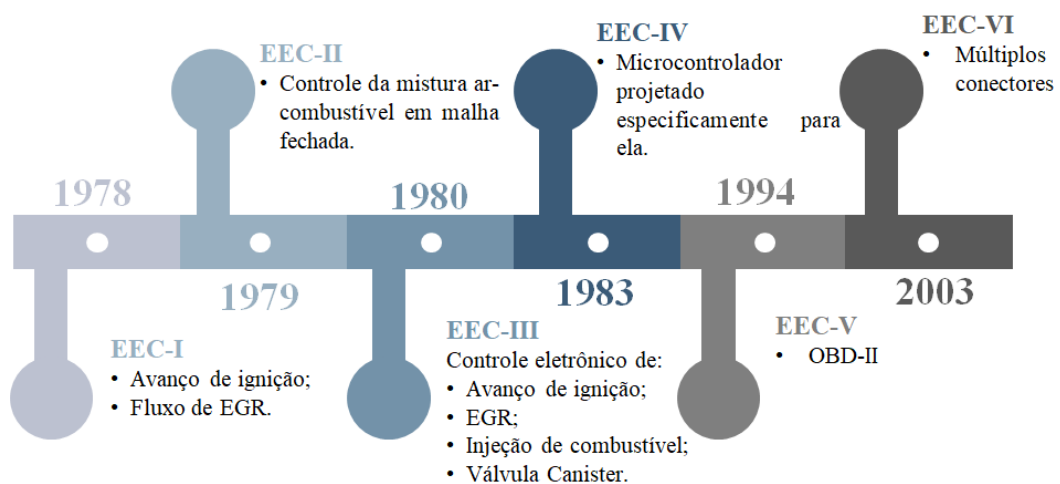 EEC-II
• Controle da mistura ar-
combustível em malha
fechada.
EEC-IV
• Microcontrolador
projetado
especificamente para
ela.
EEC-VI
• Múltiplos
conectores
1978
1980
1994
1979
1983
2003
EEC-I
• Avanço de ignição;
• Fluxo de EGR.
EEC-III
Controle eletrônico de:
• Avanço de ignição;
• EGR;
• Injeção de combustível;
• Válvula Canister.
EEC-V
• OBD-II